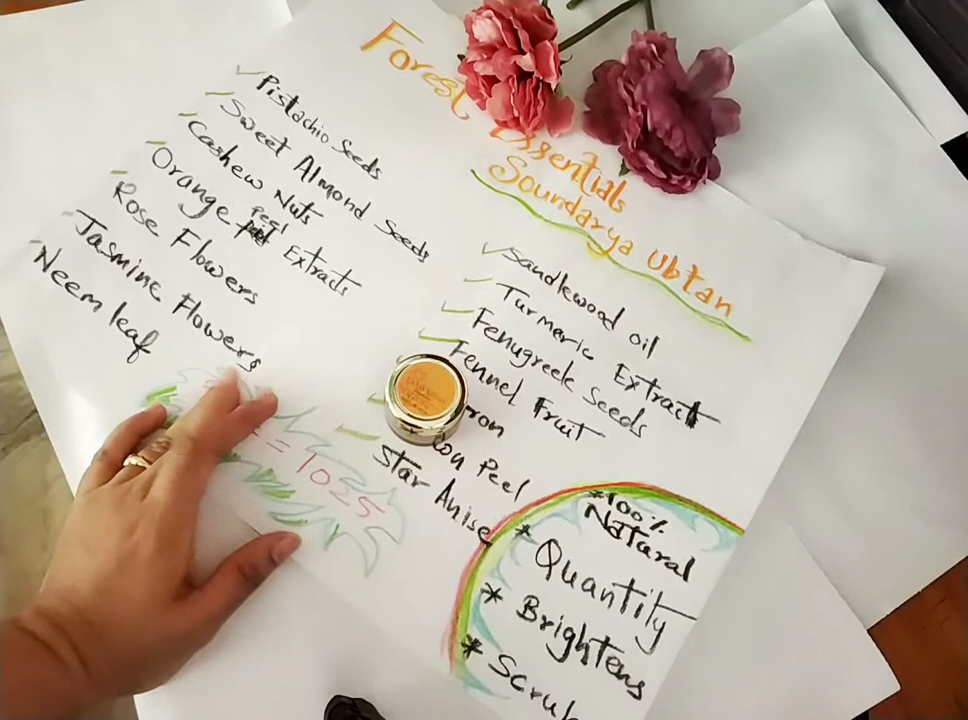 Forest Essentials
Soundarya Ubtan
Pistachio Seeds
Sweet Almond Seeds
Cashew Nuts
Orange Peel Extracts
Rose Flowers
Jasmine Flowers
Neem leaf
= 1025
Sandlewood oil
Turmeric Extract
Fenugreek Seeds
Fennel Fruit
Peel
Star Anise
* 100%
Natural
* Quantity
* Brightens